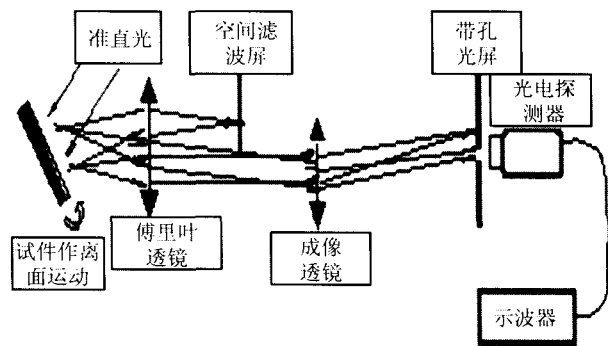 准直光
空间滤
波屏
带孔
光屏
光电探
测器
试件作离
面运动
傅里叶
透镜
成像
透镜
示波器